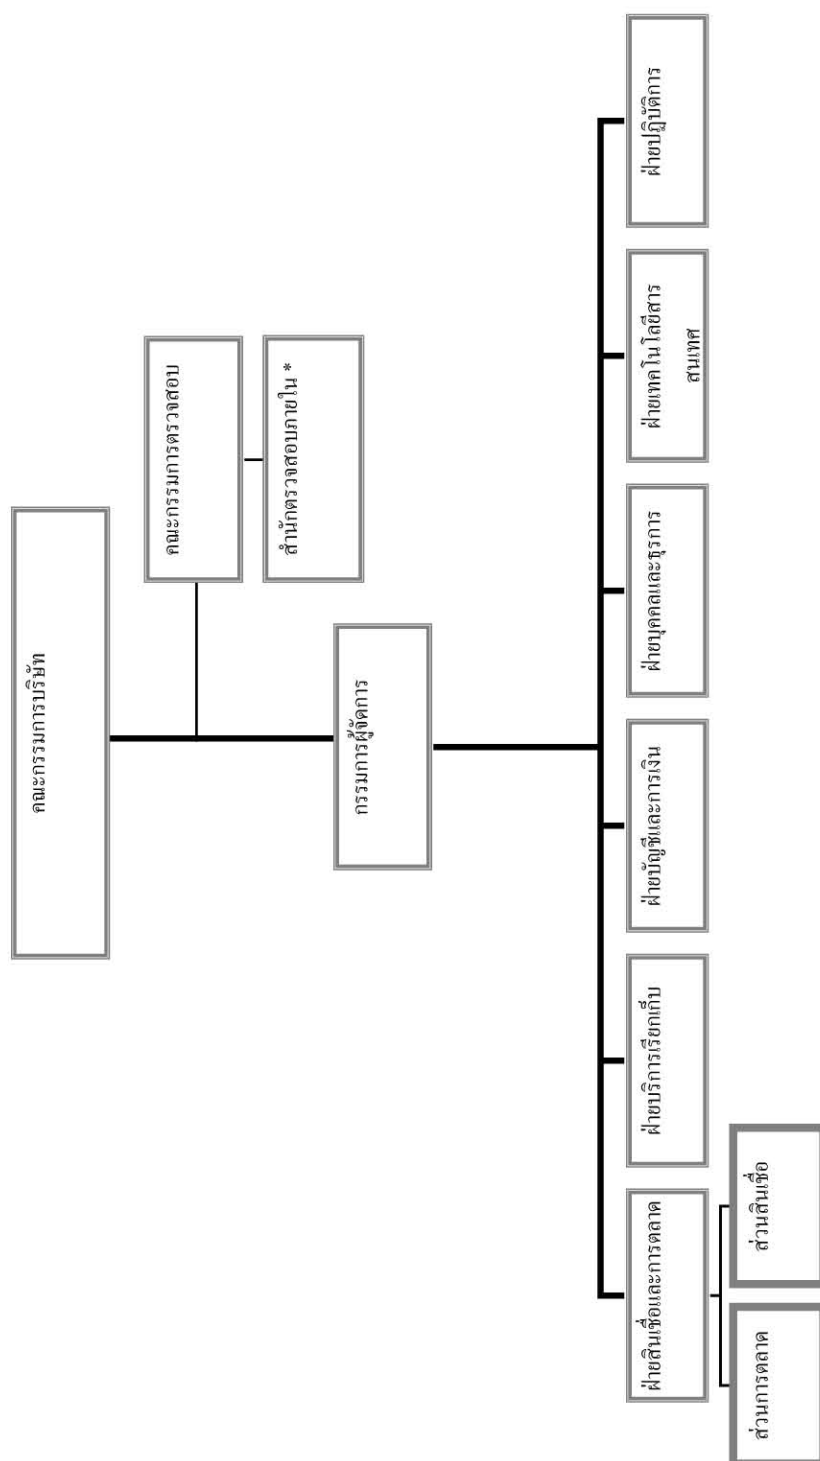 คณะกรรมการบริษัท
คณะกรรมการตรวจสอบ
สำนักตรวจสอบภายใน *
กรรมการผู้จัดการ
ฝ่ายสินเชื่อและการตลาด
ฝ่ายบริการเรียกเก็บ
ฝ่ายบัญชีและการเงิน
ฝ่ายบุคคลและธุรการ
ฝ่ายเทคโนโลยีสาร
สนเทศ
ฝ่ายปฏิบัติการ
ส่วนการตลาด
ส่วนสินเชื่อ